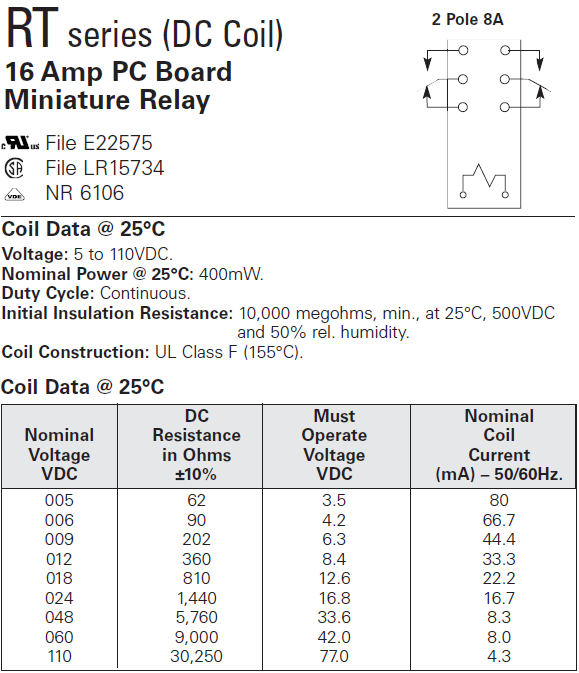 RT series (DC Coil)
16 Amp PC Board
Miniature Relay
2 Pole 8A
c UR us File E22575
SA File LR15734
VDE NR 6106
Coil Data @ 25°C
Voltage: 5 to 110VDC.
Nominal Power @ 25°C: 400mW.
Duty Cycle: Continuous.
Initial Insulation Resistance: 10,000 megohms, min., at 25°C, 500VDC
and 50% rel. humidity.
Coil Construction: UL Class F (155°C).
Coil Data @ 25°C
Nominal Voltage VDC | DC Resistance in Ohms ±10% | Must Operate Voltage VDC | Nominal Coil Current (mA) – 50/60Hz.
005 62 3.5 80
006 90 4.2 66.7
009 202 6.3 44.4
012 360 8.4 33.3
018 810 12.6 22.2
024 1,440 16.8 16.7
048 5,760 33.6 8.3
060 9,000 42.0 8.0
110 30,250 77.0 4.3